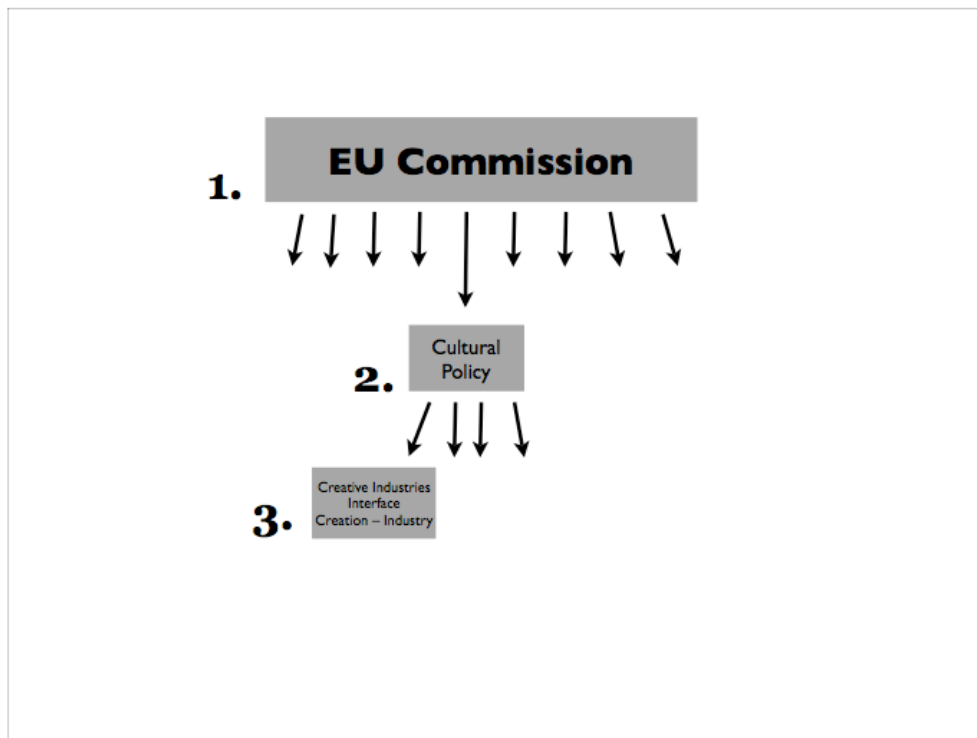 EU Commission
1.
Cultural
Policy
2.
Creative Industries
Interface
Creation – Industry
3.